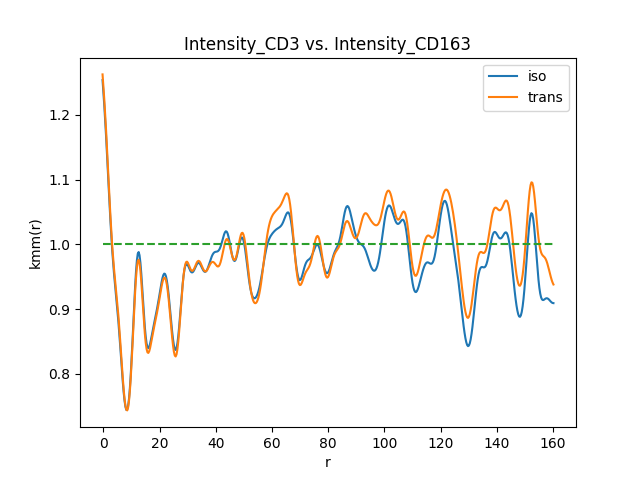 Intensity_CD3 vs. Intensity_CD163
iso
trans
kmm(r)
1.2
1.1
1.0
0.9
0.8
0 20 40 60 80 100 120 140 160
r